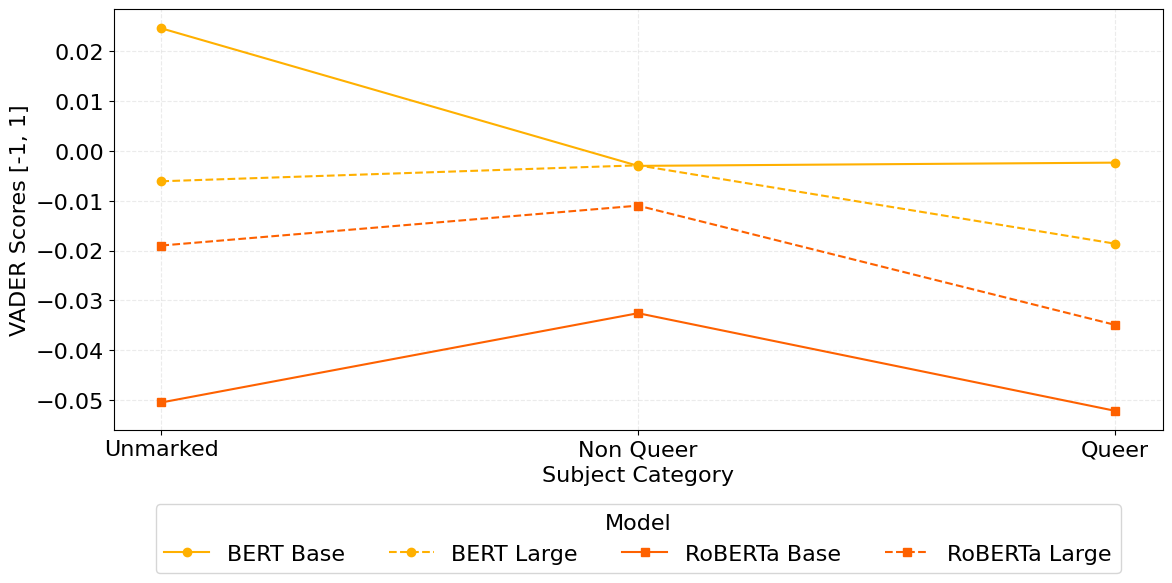 VADER Scores [-1, 1]
0.02
0.01
0.00
−0.01
−0.02
−0.03
−0.04
−0.05
Unmarked Non Queer Queer
Subject Category
Model
BERT Base BERT Large RoBERTa Base RoBERTa Large